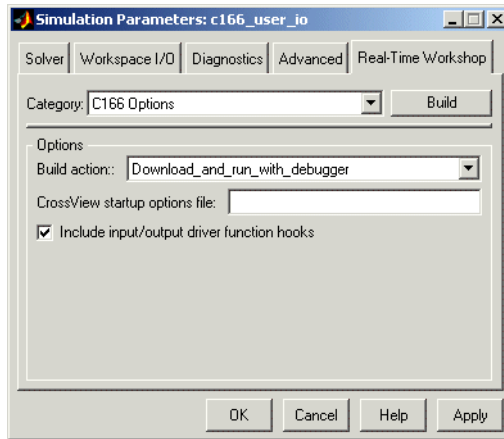 Simulation Parameters: c166_user_io
Solver Workspace I/O Diagnostics Advanced Real-Time Workshop
Category: C166 Options Build
Options
Build action:: Download_and_run_with_debugger
CrossView startup options file:
Include input/output driver function hooks
OK Cancel Help Apply